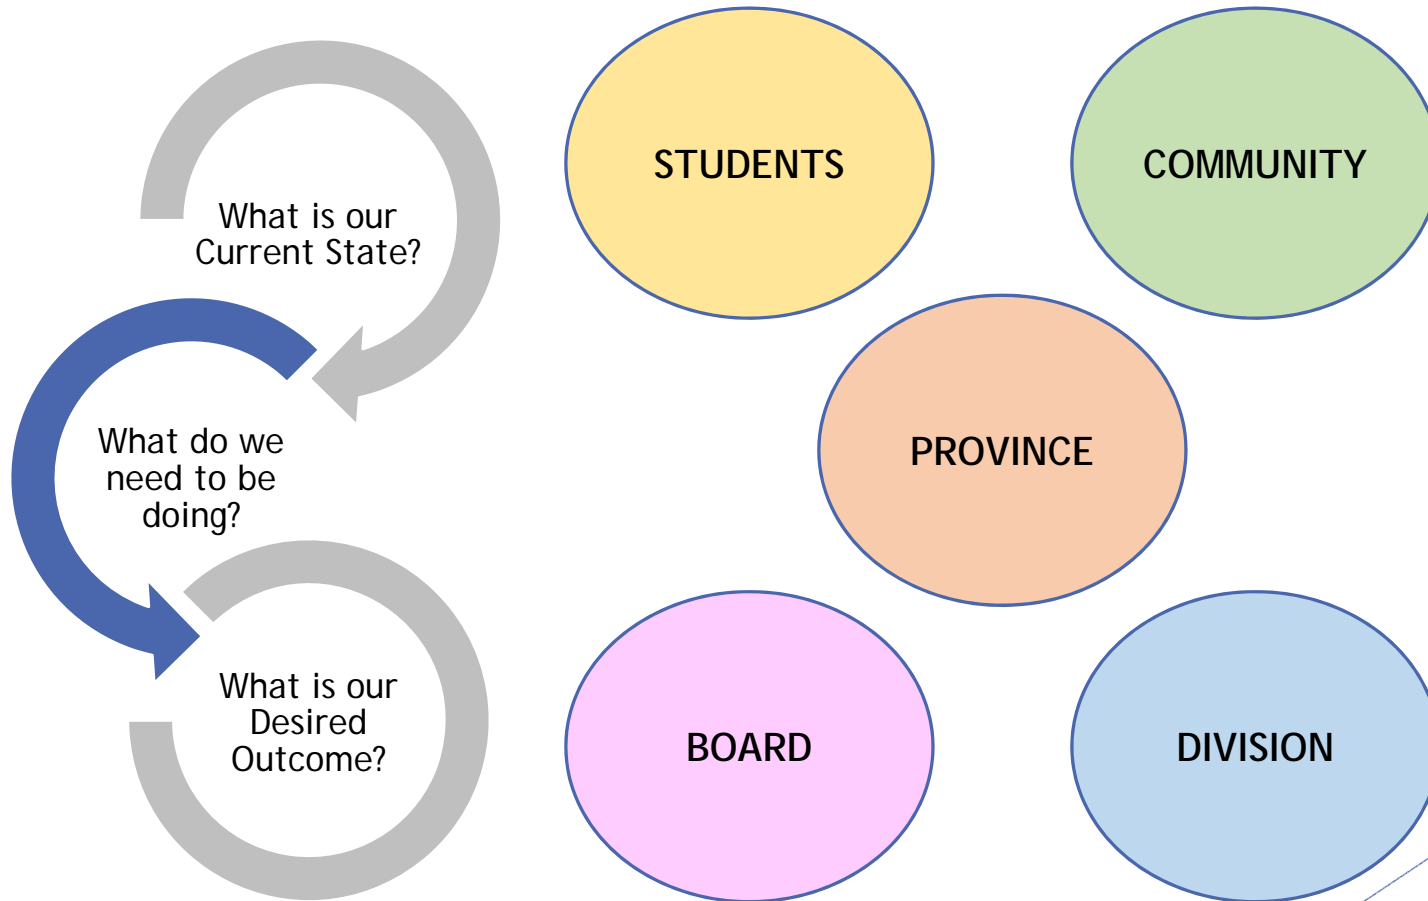 What is our
Current State?
What do we
need to be
doing?
What is our
Desired
Outcome?
STUDENTS
COMMUNITY
PROVINCE
BOARD
DIVISION